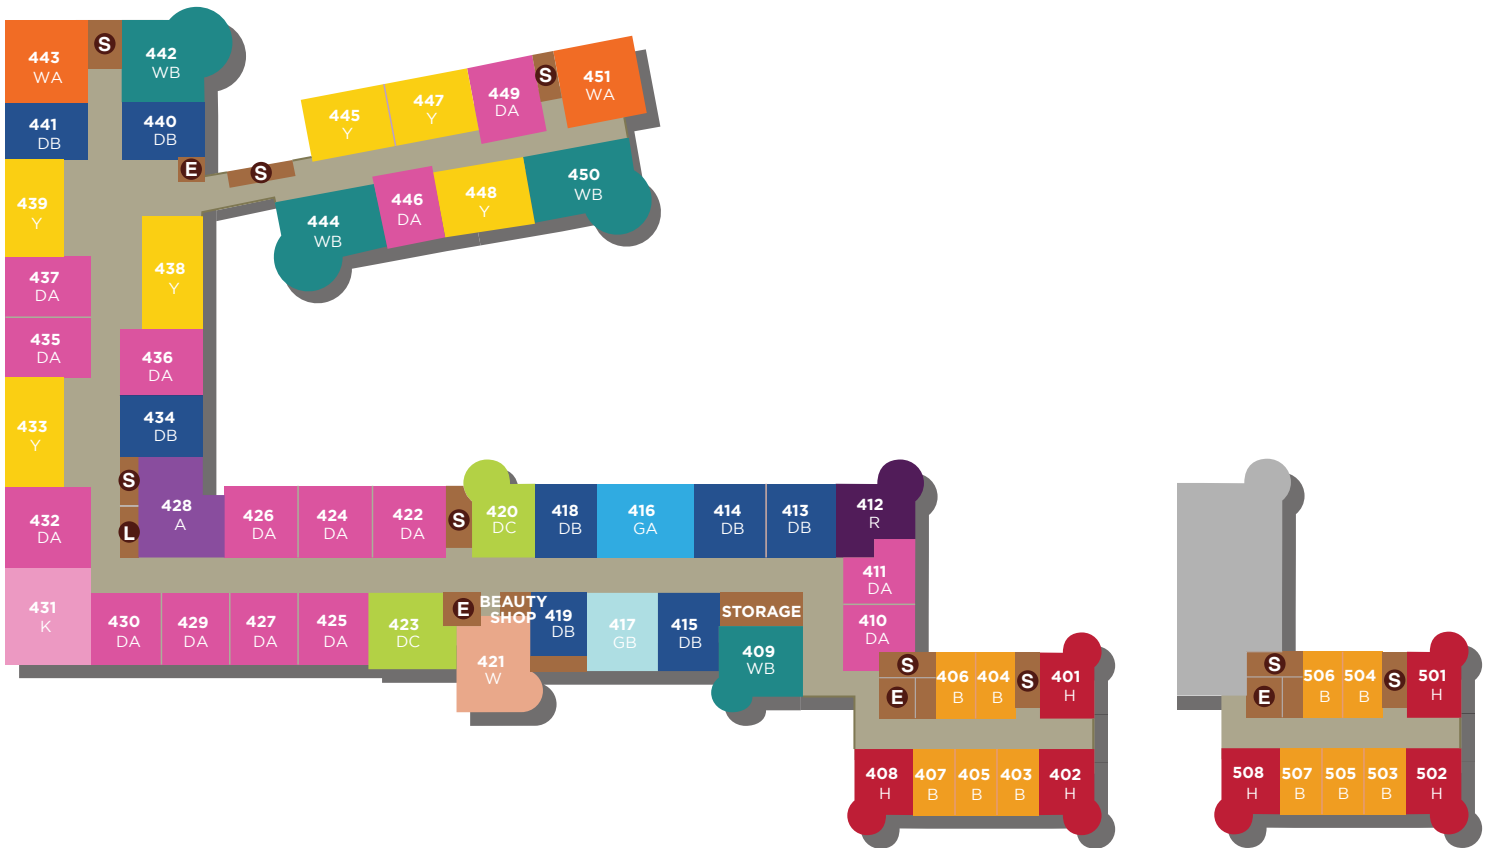 443
WA
S
442
WB
441
DB
440
DB
E
S
445
Y
447
Y
449
DA
S
451
WA
444
WB
446
DA
448
Y
450
WB
439
Y
438
Y
437
DA
435
DA
436
DA
433
Y
434
DB
S
L
428
A
432
DA
431
K
426
DA
424
DA
422
DA
S
420
DC
418
DB
416
GA
414
DB
413
DB
412
R
411
DA
410
DA
430
DA
429
DA
427
DA
425
DA
423
DC
E
BEAUTY
SHOP
421
W
419
DB
417
GB
415
DB
STORAGE
409
WB
S
E
406
B
404
B
S
401
H
408
H
407
B
405
B
403
B
402
H
S
E
506
B
504
B
S
501
H
508
H
507
B
505
B
503
B
502
H